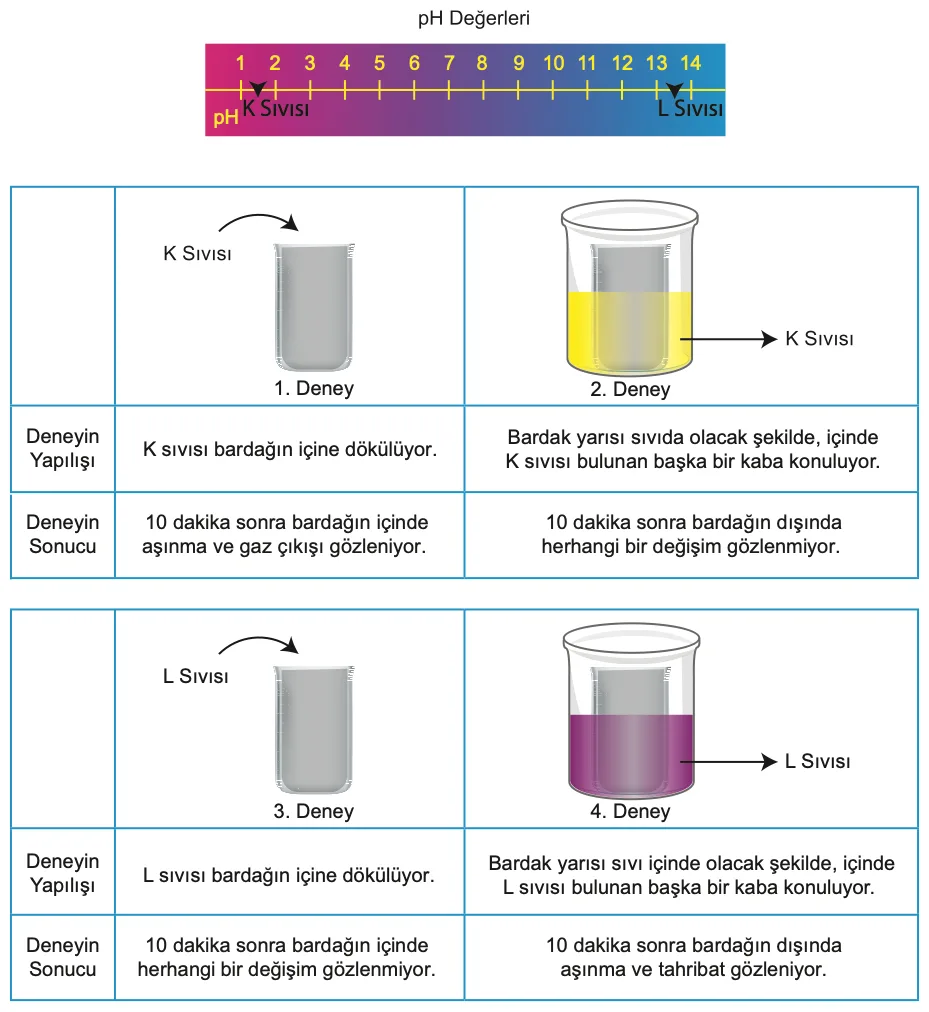 pH Değerleri
1 2 3 4 5 6 7 8 9 10 11 12 13 14
pH K Sıvısı L Sıvısı
K Sıvısı
K Sıvısı
1. Deney
2. Deney
Deneyin
Yapılışı
K sıvısı bardağın içine dökülüyor.
Bardak yarısı sıvıda olacak şekilde, içinde
K sıvısı bulunan başka bir kaba konuluyor.
Deneyin
Sonucu
10 dakika sonra bardağın içinde
aşınma ve gaz çıkışı gözleniyor.
10 dakika sonra bardağın dışında
herhangi bir değişim gözlenmiyor.
L Sıvısı
L Sıvısı
3. Deney
4. Deney
Deneyin
Yapılışı
L sıvısı bardağın içine dökülüyor.
Bardak yarısı sıvı içinde olacak şekilde, içinde
L sıvısı bulunan başka bir kaba konuluyor.
Deneyin
Sonucu
10 dakika sonra bardağın içinde
herhangi bir değişim gözlenmiyor.
10 dakika sonra bardağın dışında
aşınma ve tahribat gözleniyor.